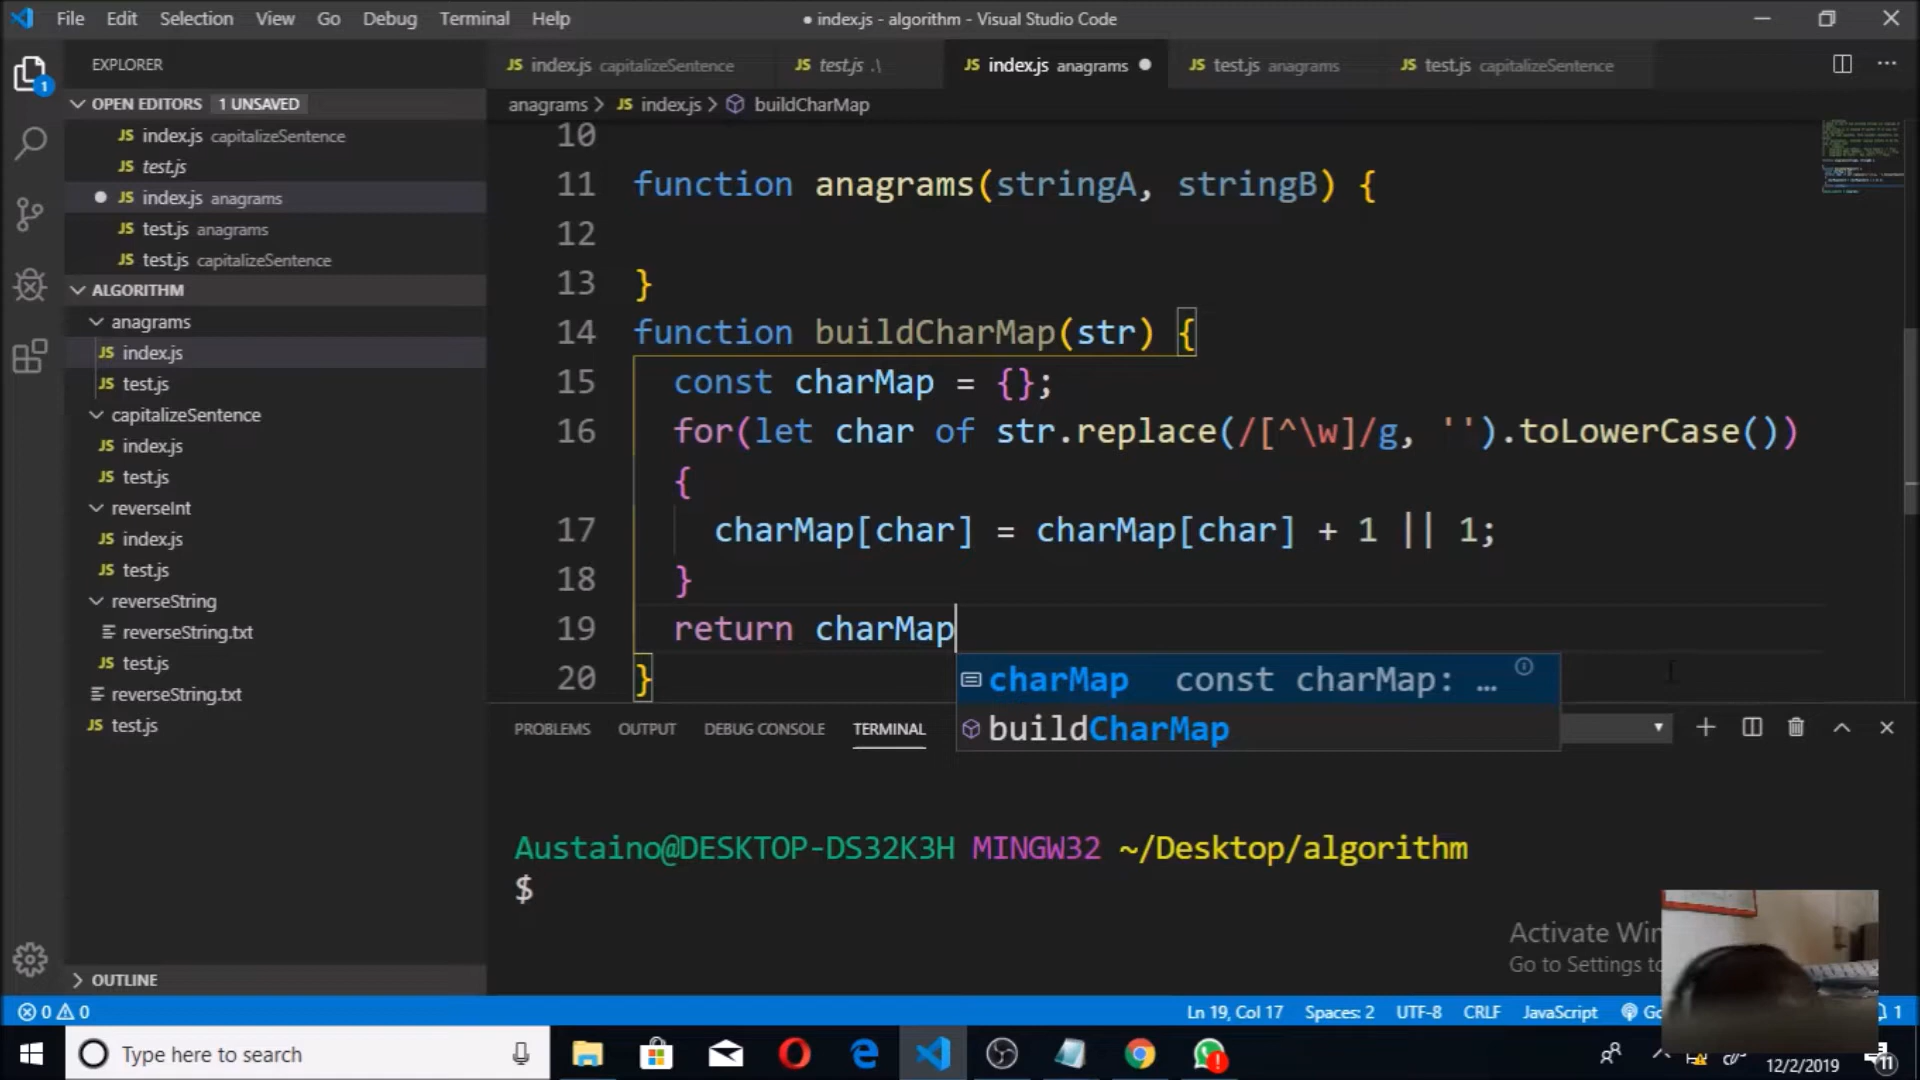 File Edit Selection View Go Debug Terminal Help
● index.js - algorithm - Visual Studio Code
EXPLORER
JS index.js capitalizeSentence
JS test.js .\
JS index.js anagrams
JS test.js anagrams
JS test.js capitalizeSentence
1
OPEN EDITORS 1 UNSAVED
JS index.js capitalizeSentence
JS test.js
JS index.js anagrams
JS test.js anagrams
JS test.js capitalizeSentence
ALGORITHM
anagrams
JS index.js
JS test.js
capitalizeSentence
JS index.js
JS test.js
reverseInt
JS index.js
JS test.js
reverseString
reverseString.txt
JS test.js
reverseString.txt
JS test.js
OUTLINE
anagrams > JS index.js > buildCharMap
10
11 function anagrams(stringA, stringB) {
12
13 }
14 function buildCharMap(str) {
15 const charMap = {};
16 for(let char of str.replace(/[^\w]/g, '').toLowerCase())
{
17 charMap[char] = charMap[char] + 1 || 1;
18 }
19 return charMap
20 }
charMap const charMap: …
buildCharMap
PROBLEMS OUTPUT DEBUG CONSOLE TERMINAL
Austaino@DESKTOP-DS32K3H MINGW32 ~/Desktop/algorithm
$
Activate Win
Go to Settings to
0 0
Ln 19, Col 17 Spaces: 2 UTF-8 CRLF JavaScript Go 1
Type here to search
12/2/2019
11